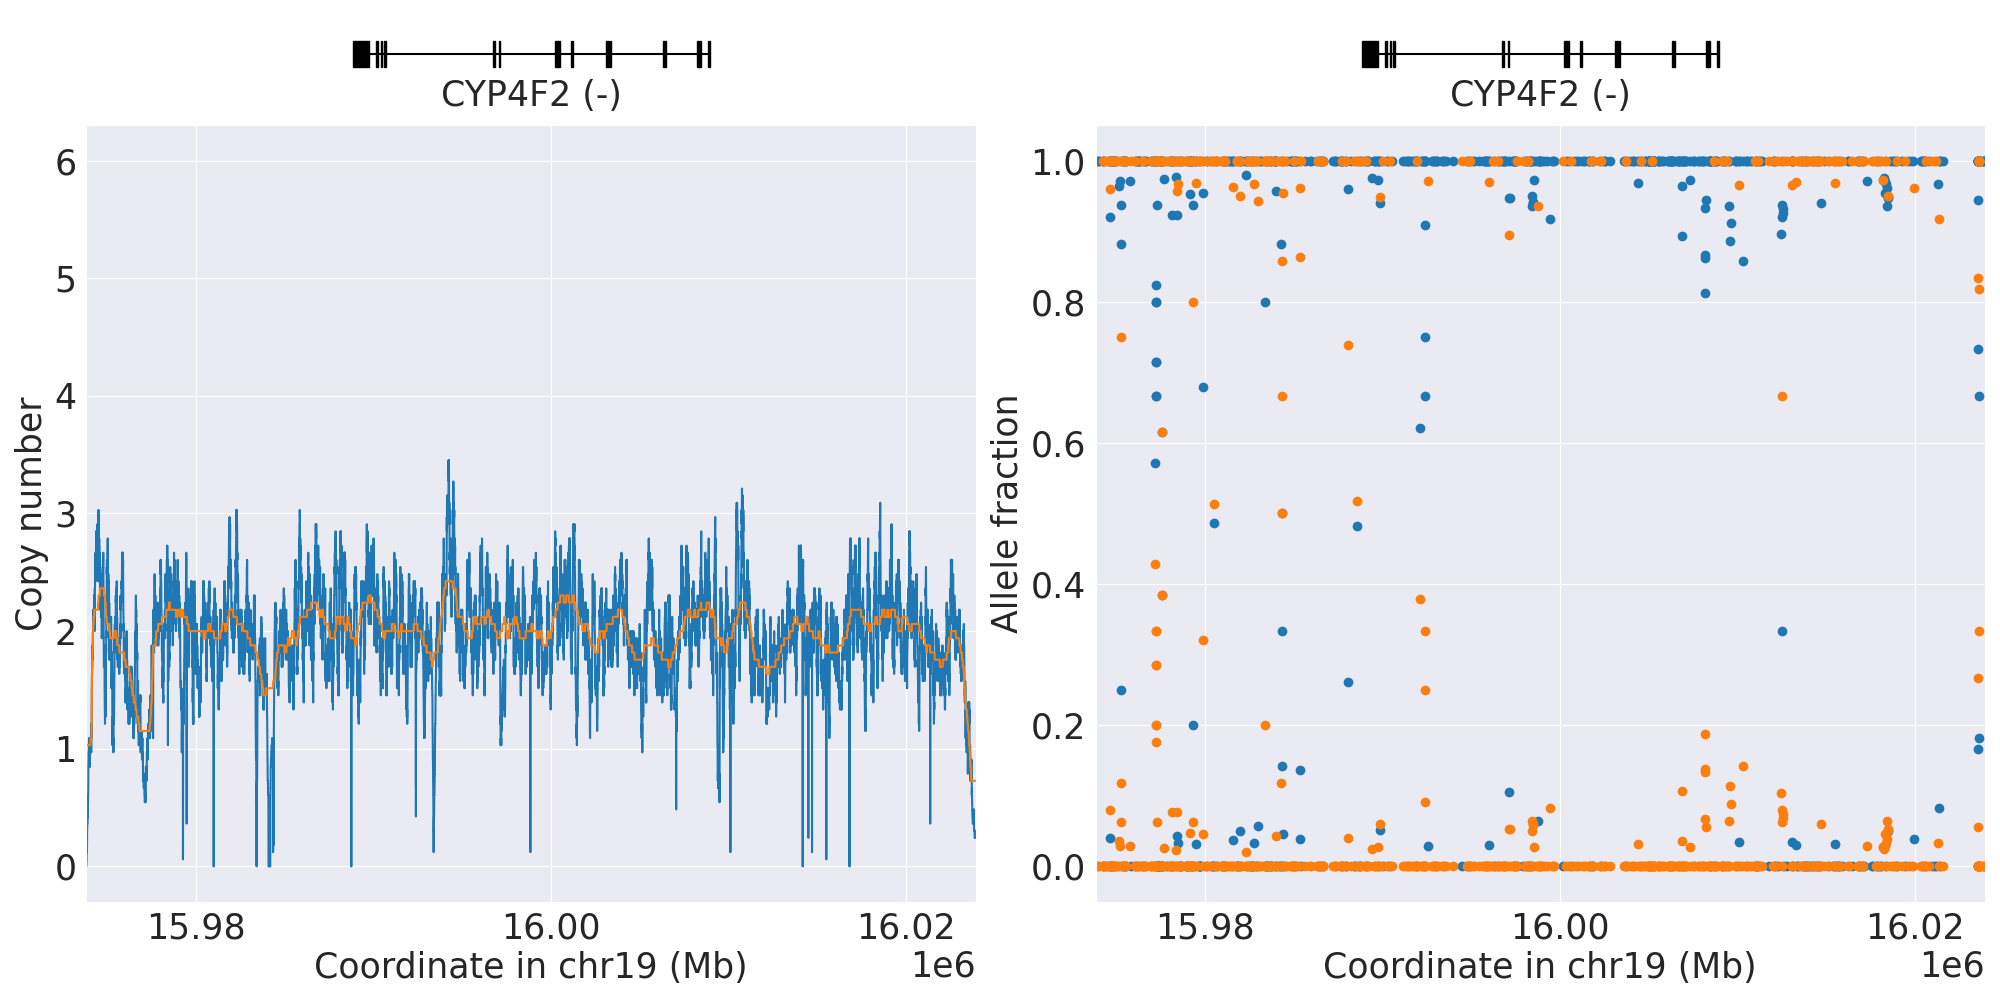 CYP4F2 (-)
6
5
4
3
2
1
0
Copy number
15.98
16.00
16.02
Coordinate in chr19 (Mb)
1e6
CYP4F2 (-)
1.0
0.8
0.6
0.4
0.2
0.0
Allele fraction
15.98
16.00
16.02
Coordinate in chr19 (Mb)
1e6